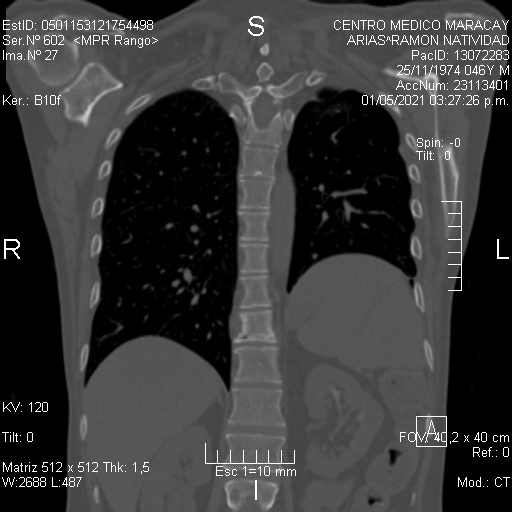 EstID: 0501153121754498
Ser.Nº 602 <MPR Rango>
Ima.Nº 27
Ker.: B10f
S
CENTRO MEDICO MARACAY
ARIAS^RAMON NATIVIDAD
PacID: 13072283
25/11/1974 046Y M
AccNum: 23113401
01/05/2021 03:27:26 p.m.
Spin: -0
Tilt: 0
R
L
KV: 120
Tilt: 0
Matriz 512 x 512 Thk: 1,5
W:2688 L:487
Esc 1=10 mm
I
A
FOV: 40,2 x 40 cm
Ref.: 0
Mod.: CT